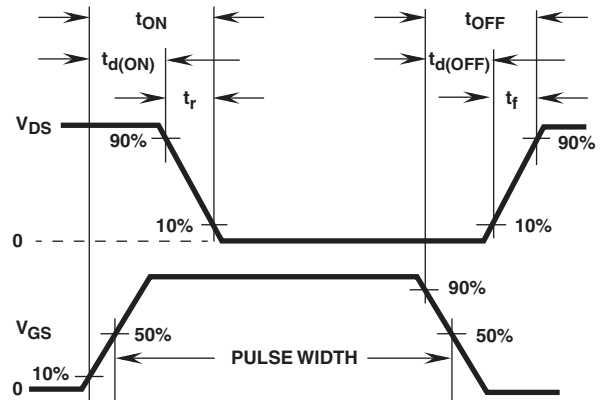 tON tOFF
td(ON) td(OFF)
tr tf
VDS
90% 90%
10% 10%
0
90%
VGS 50% 50%
PULSE WIDTH
10%
0